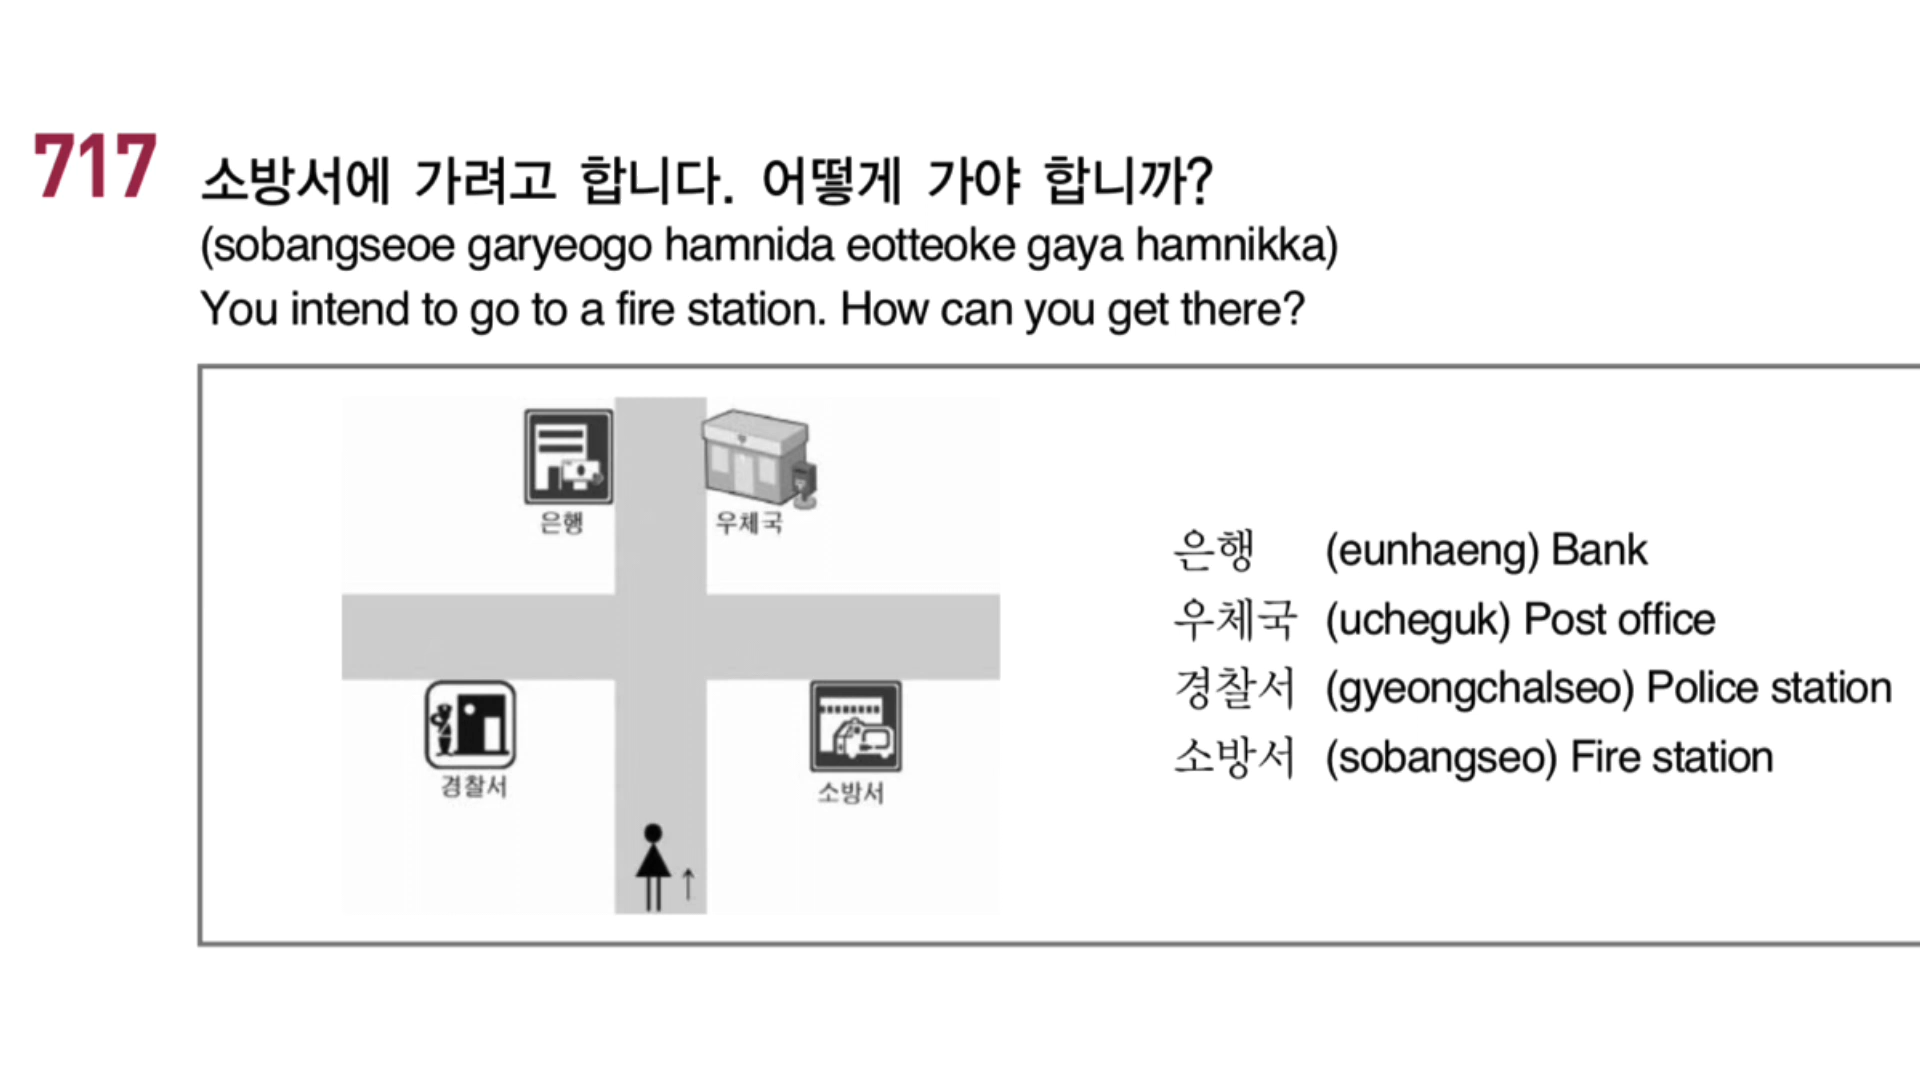 717 소방서에 가려고 합니다. 어떻게 가야 합니까?
(sobangseoe garyeogo hamnida eotteoke gaya hamnikka)
You intend to go to a fire station. How can you get there?
은행 우체국
경찰서 소방서
은행 (eunhaeng) Bank
우체국 (ucheguk) Post office
경찰서 (gyeongchalseo) Police station
소방서 (sobangseo) Fire station